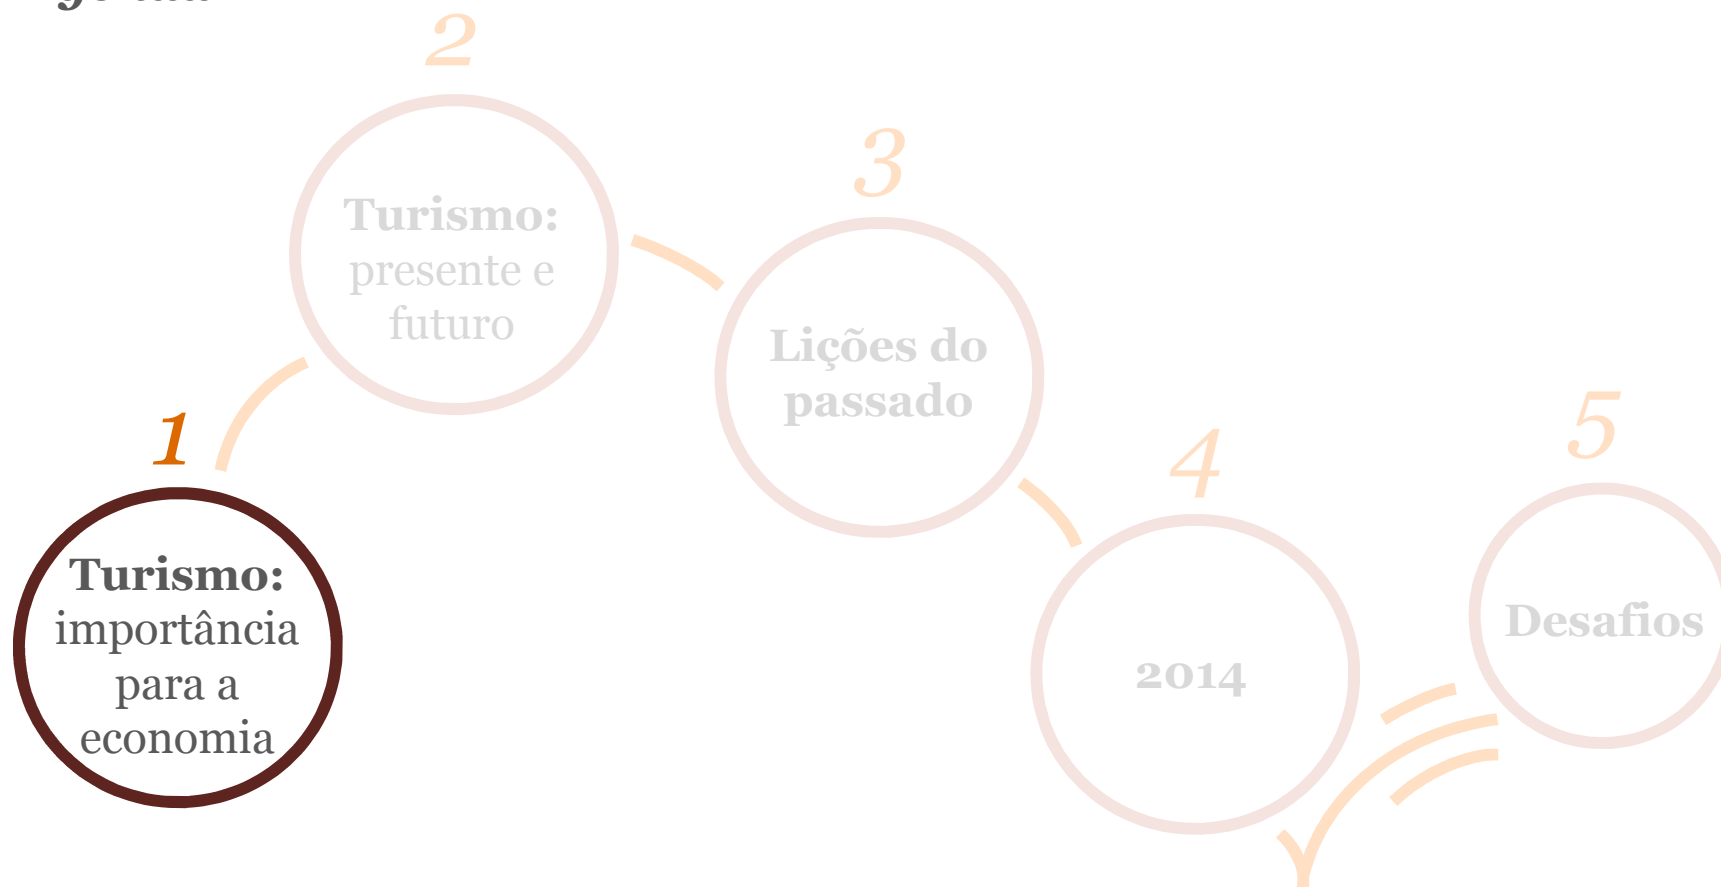 1
Turismo:
importância
para a
economia
2
Turismo:
presente e
futuro
3
Lições do
passado
4
2014
5
Desafios